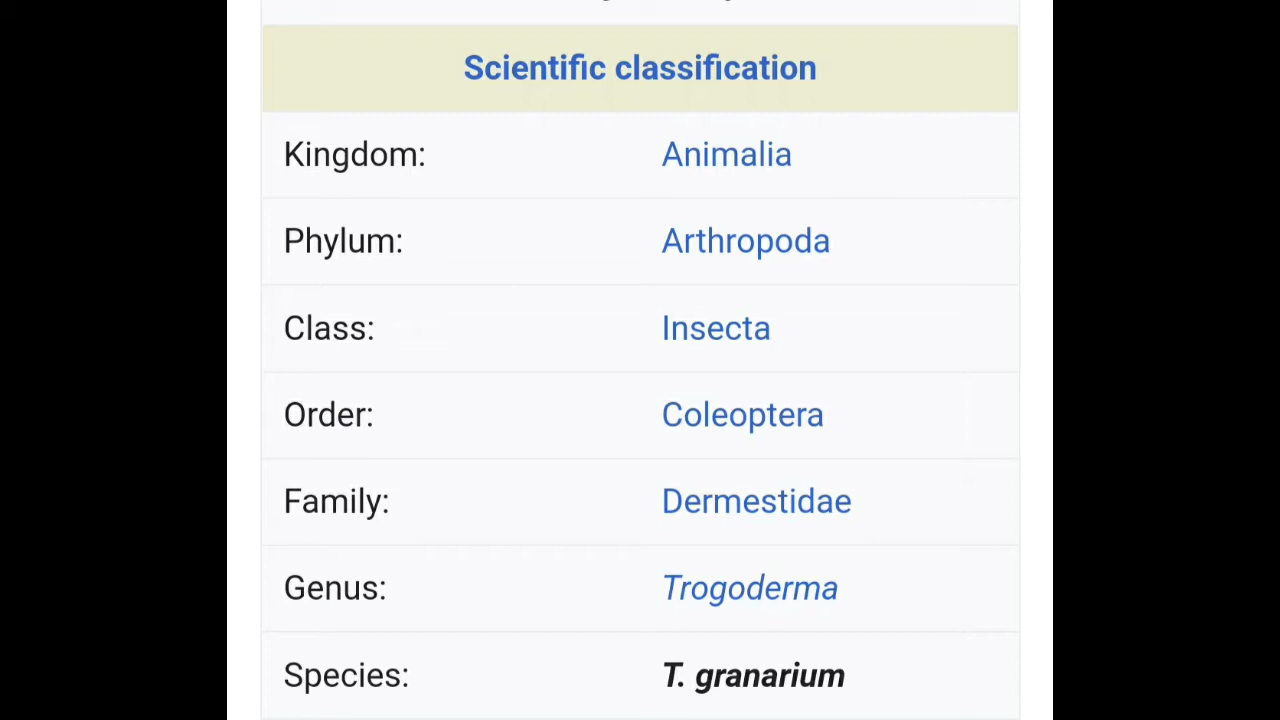 Scientific classification
Kingdom: Animalia
Phylum: Arthropoda
Class: Insecta
Order: Coleoptera
Family: Dermestidae
Genus: Trogoderma
Species: T. granarium